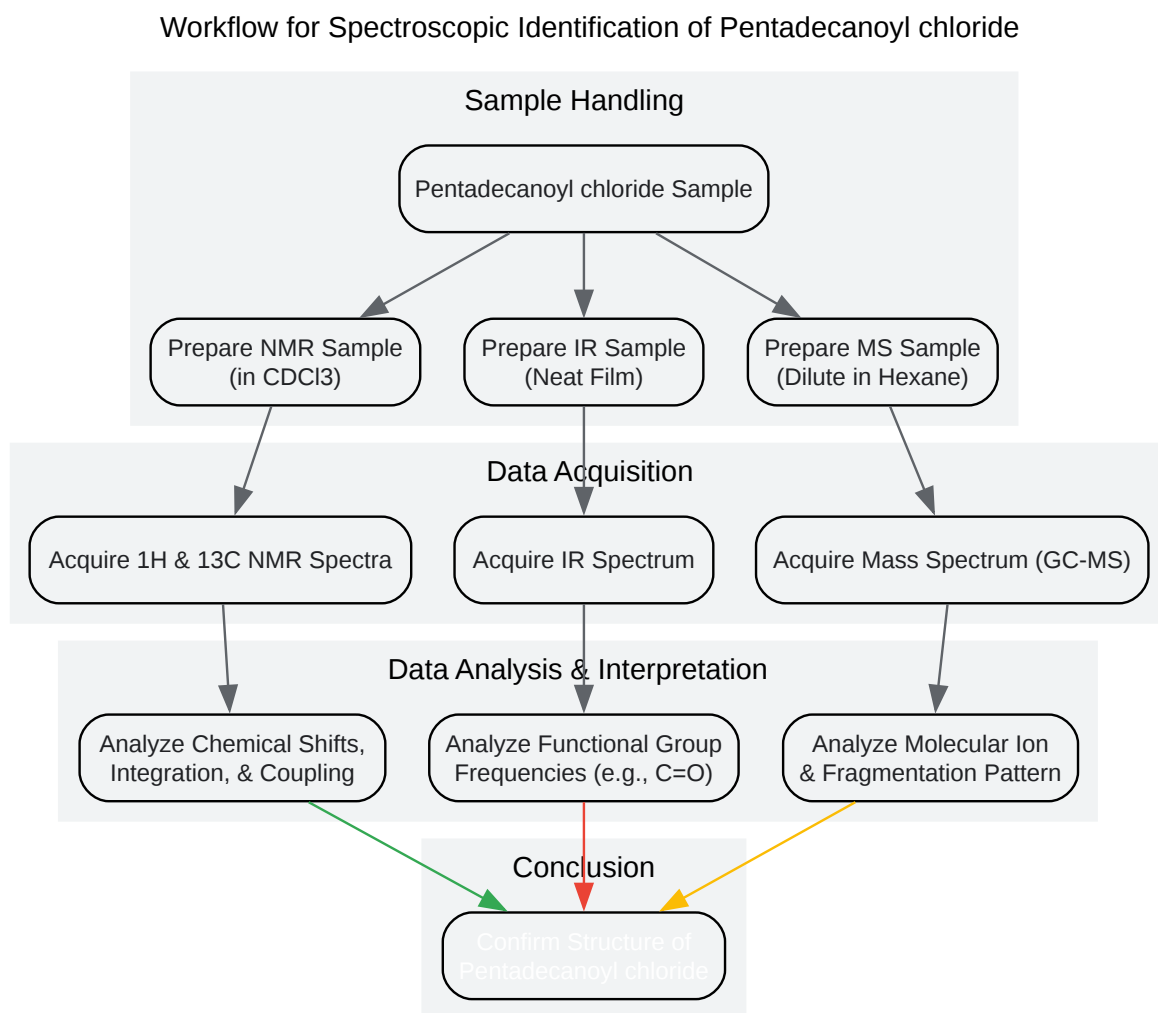 Workflow for Spectroscopic Identification of Pentadecanoyl chloride
Sample Handling
Pentadecanoyl chloride Sample
Prepare NMR Sample
(in CDCl3)
Prepare IR Sample
(Neat Film)
Prepare MS Sample
(Dilute in Hexane)
Data Acquisition
Acquire 1H & 13C NMR Spectra
Acquire IR Spectrum
Acquire Mass Spectrum (GC-MS)
Data Analysis & Interpretation
Analyze Chemical Shifts,
Integration, & Coupling
Analyze Functional Group
Frequencies (e.g., C=O)
Analyze Molecular Ion
& Fragmentation Pattern
Conclusion
Confirm Structure of
Pentadecanoyl chloride